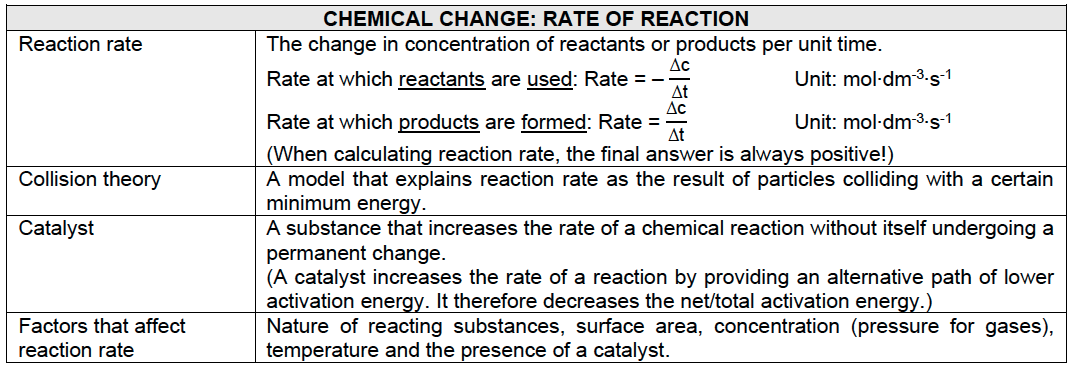 CHEMICAL CHANGE: RATE OF REACTION
Reaction rate
The change in concentration of reactants or products per unit time.
Rate at which reactants are used: Rate = – Δc/Δt Unit: mol·dm⁻³·s⁻¹
Rate at which products are formed: Rate = Δc/Δt Unit: mol·dm⁻³·s⁻¹
(When calculating reaction rate, the final answer is always positive!)
Collision theory
A model that explains reaction rate as the result of particles colliding with a certain
minimum energy.
Catalyst
A substance that increases the rate of a chemical reaction without itself undergoing a
permanent change.
(A catalyst increases the rate of a reaction by providing an alternative path of lower
activation energy. It therefore decreases the net/total activation energy.)
Factors that affect
reaction rate
Nature of reacting substances, surface area, concentration (pressure for gases),
temperature and the presence of a catalyst.